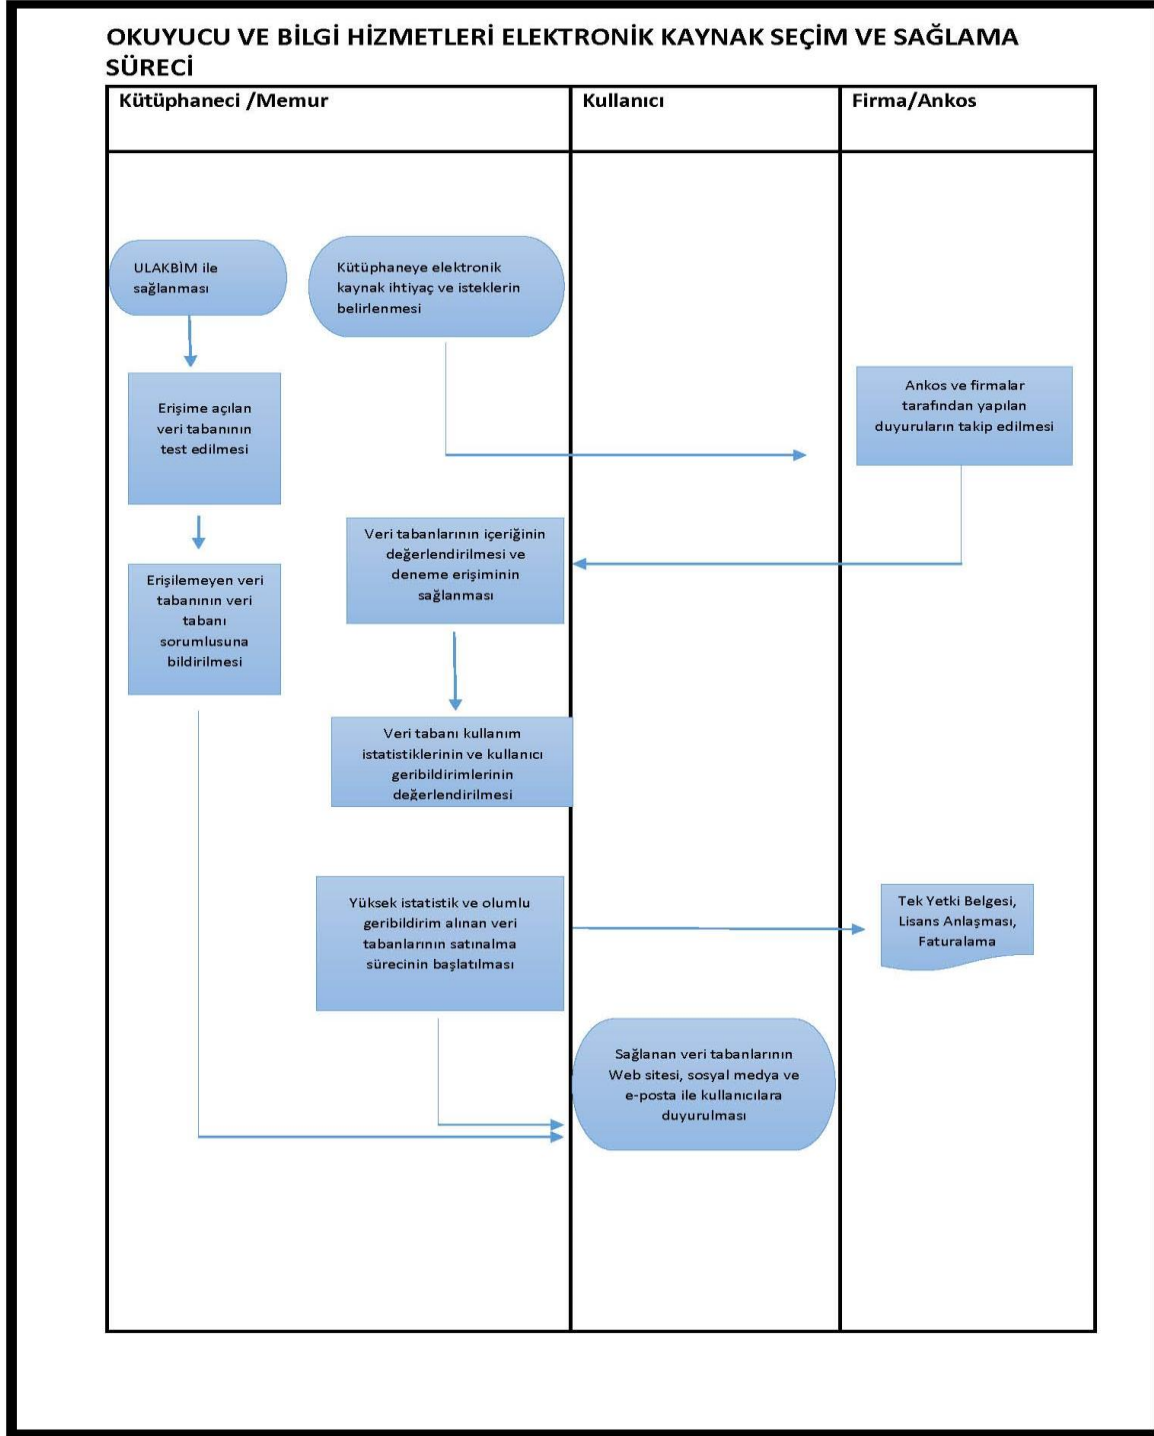 OKUYUCU VE BİLGİ HİZMETLERİ ELEKTRONİK KAYNAK SEÇİM VE SAĞLAMA
SÜRECİ
Kütüphaneci /Memur
Kullanıcı
Firma/Ankos
ULAKBİM ile
sağlanması
Kütüphaneye elektronik
kaynak ihtiyaç ve isteklerin
belirlenmesi
Erişime açılan
veri tabanının
test edilmesi
Ankos ve firmalar
tarafından yapılan
duyuruların takip edilmesi
Veri tabanlarının içeriğinin
değerlendirilmesi ve
deneme erişiminin
sağlanması
Erişilemeyen veri
tabanının veri
tabanı
sorumlusuna
bildirilmesi
Veri tabanı kullanım
istatistiklerinin ve kullanıcı
geribildirimlerinin
değerlendirilmesi
Yüksek istatistik ve olumlu
geribildirim alınan veri
tabanlarının satınalma
sürecinin başlatılması
Tek Yetki Belgesi,
Lisans Anlaşması,
Faturalama
Sağlanan veri tabanlarının
Web sitesi, sosyal medya ve
e-posta ile kullanıcılara
duyurulması